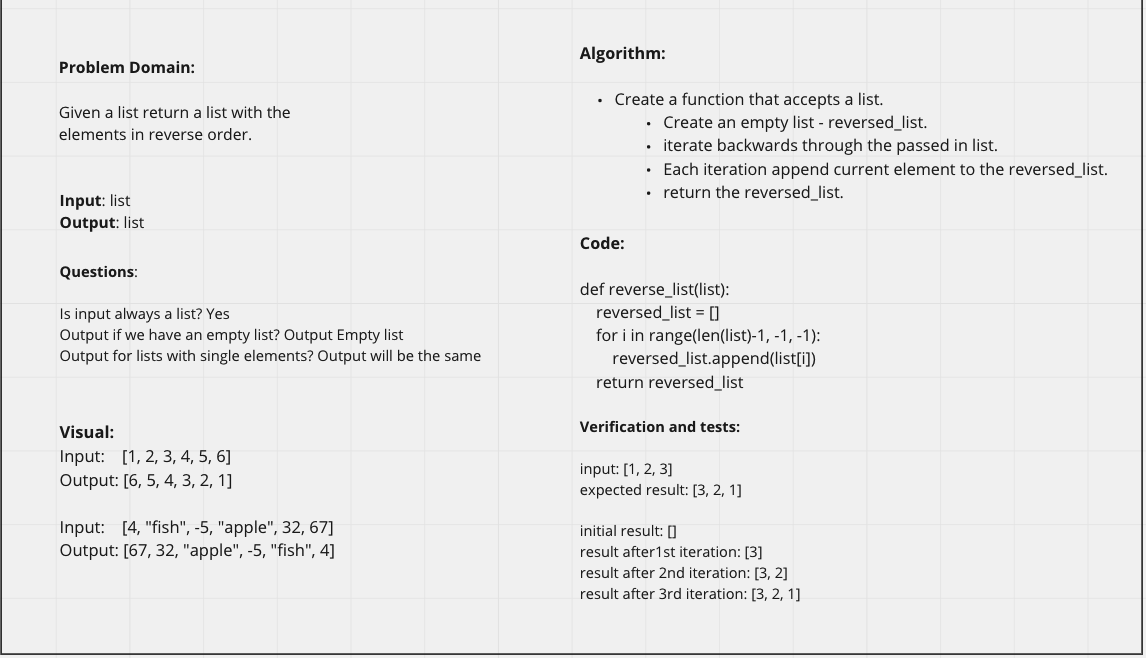 Problem Domain:
Given a list return a list with the
elements in reverse order.
Input: list
Output: list
Questions:
Is input always a list? Yes
Output if we have an empty list? Output Empty list
Output for lists with single elements? Output will be the same
Visual:
Input: [1, 2, 3, 4, 5, 6]
Output: [6, 5, 4, 3, 2, 1]
Input: [4, "fish", -5, "apple", 32, 67]
Output: [67, 32, "apple", -5, "fish", 4]
Algorithm:
• Create a function that accepts a list.
• Create an empty list - reversed_list.
• iterate backwards through the passed in list.
• Each iteration append current element to the reversed_list.
• return the reversed_list.
Code:
def reverse_list(list):
    reversed_list = []
    for i in range(len(list)-1, -1, -1):
        reversed_list.append(list[i])
    return reversed_list
Verification and tests:
input: [1, 2, 3]
expected result: [3, 2, 1]
initial result: []
result after1st iteration: [3]
result after 2nd iteration: [3, 2]
result after 3rd iteration: [3, 2, 1]